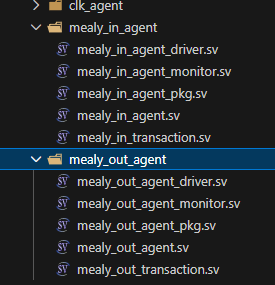 clk_agent
mealy_in_agent
mealy_in_agent_driver.sv
mealy_in_agent_monitor.sv
mealy_in_agent_pkg.sv
mealy_in_agent.sv
mealy_in_transaction.sv
mealy_out_agent
mealy_out_agent_driver.sv
mealy_out_agent_monitor.sv
mealy_out_agent_pkg.sv
mealy_out_agent.sv
mealy_out_transaction.sv